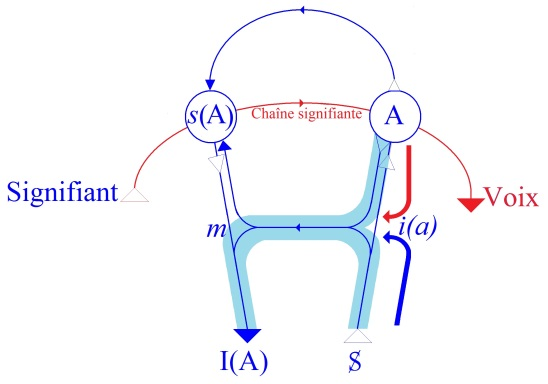 s(A)
Chaîne signifiante
A
Signifiant
Voix
m
i(a)
I(A)
$